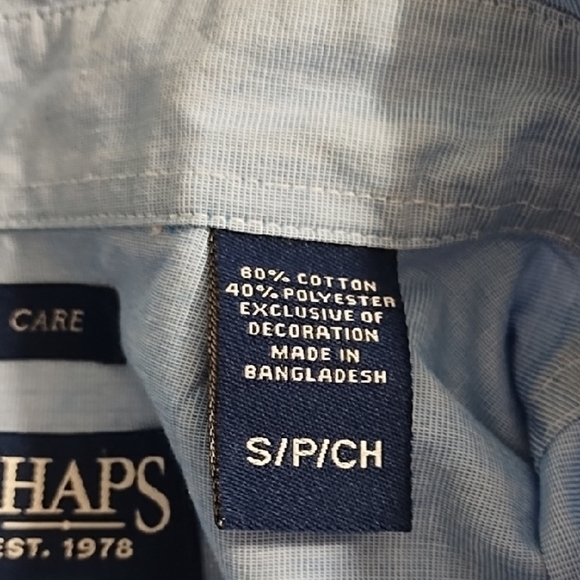 60% COTTON
40% POLYESTER
EXCLUSIVE OF
DECORATION
MADE IN
BANGLADESH
S/P/CH
CARE
HAPS
EST. 1978